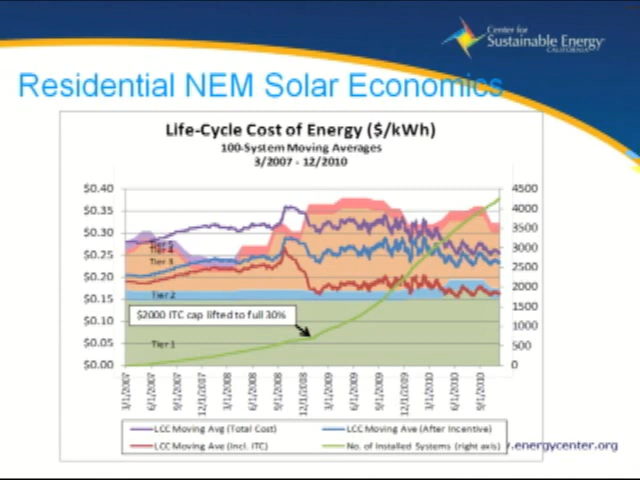 Center for
Sustainable Energy
CALIFORNIA
Residential NEM Solar Economics
Life-Cycle Cost of Energy ($/kWh)
100-System Moving Averages
3/2007 - 12/2010
$0.40
$0.35
$0.30
$0.25
$0.20
$0.15
$0.10
$0.05
$0.00
4500
4000
3500
3000
2500
2000
1500
1000
500
0
Tier 5
Tier 4
Tier 3
Tier 2
Tier 1
$2000 ITC cap lifted to full 30%
3/1/2007
6/1/2007
9/1/2007
12/1/2007
3/1/2008
6/1/2008
9/1/2008
12/1/2008
3/1/2009
6/1/2009
9/1/2009
12/1/2009
3/1/2010
6/1/2010
9/1/2010
LCC Moving Avg (Total Cost)
LCC Moving Ave (After Incentive)
LCC Moving Ave (Incl. ITC)
No. of Installed Systems (right axis)
.energycenter.org